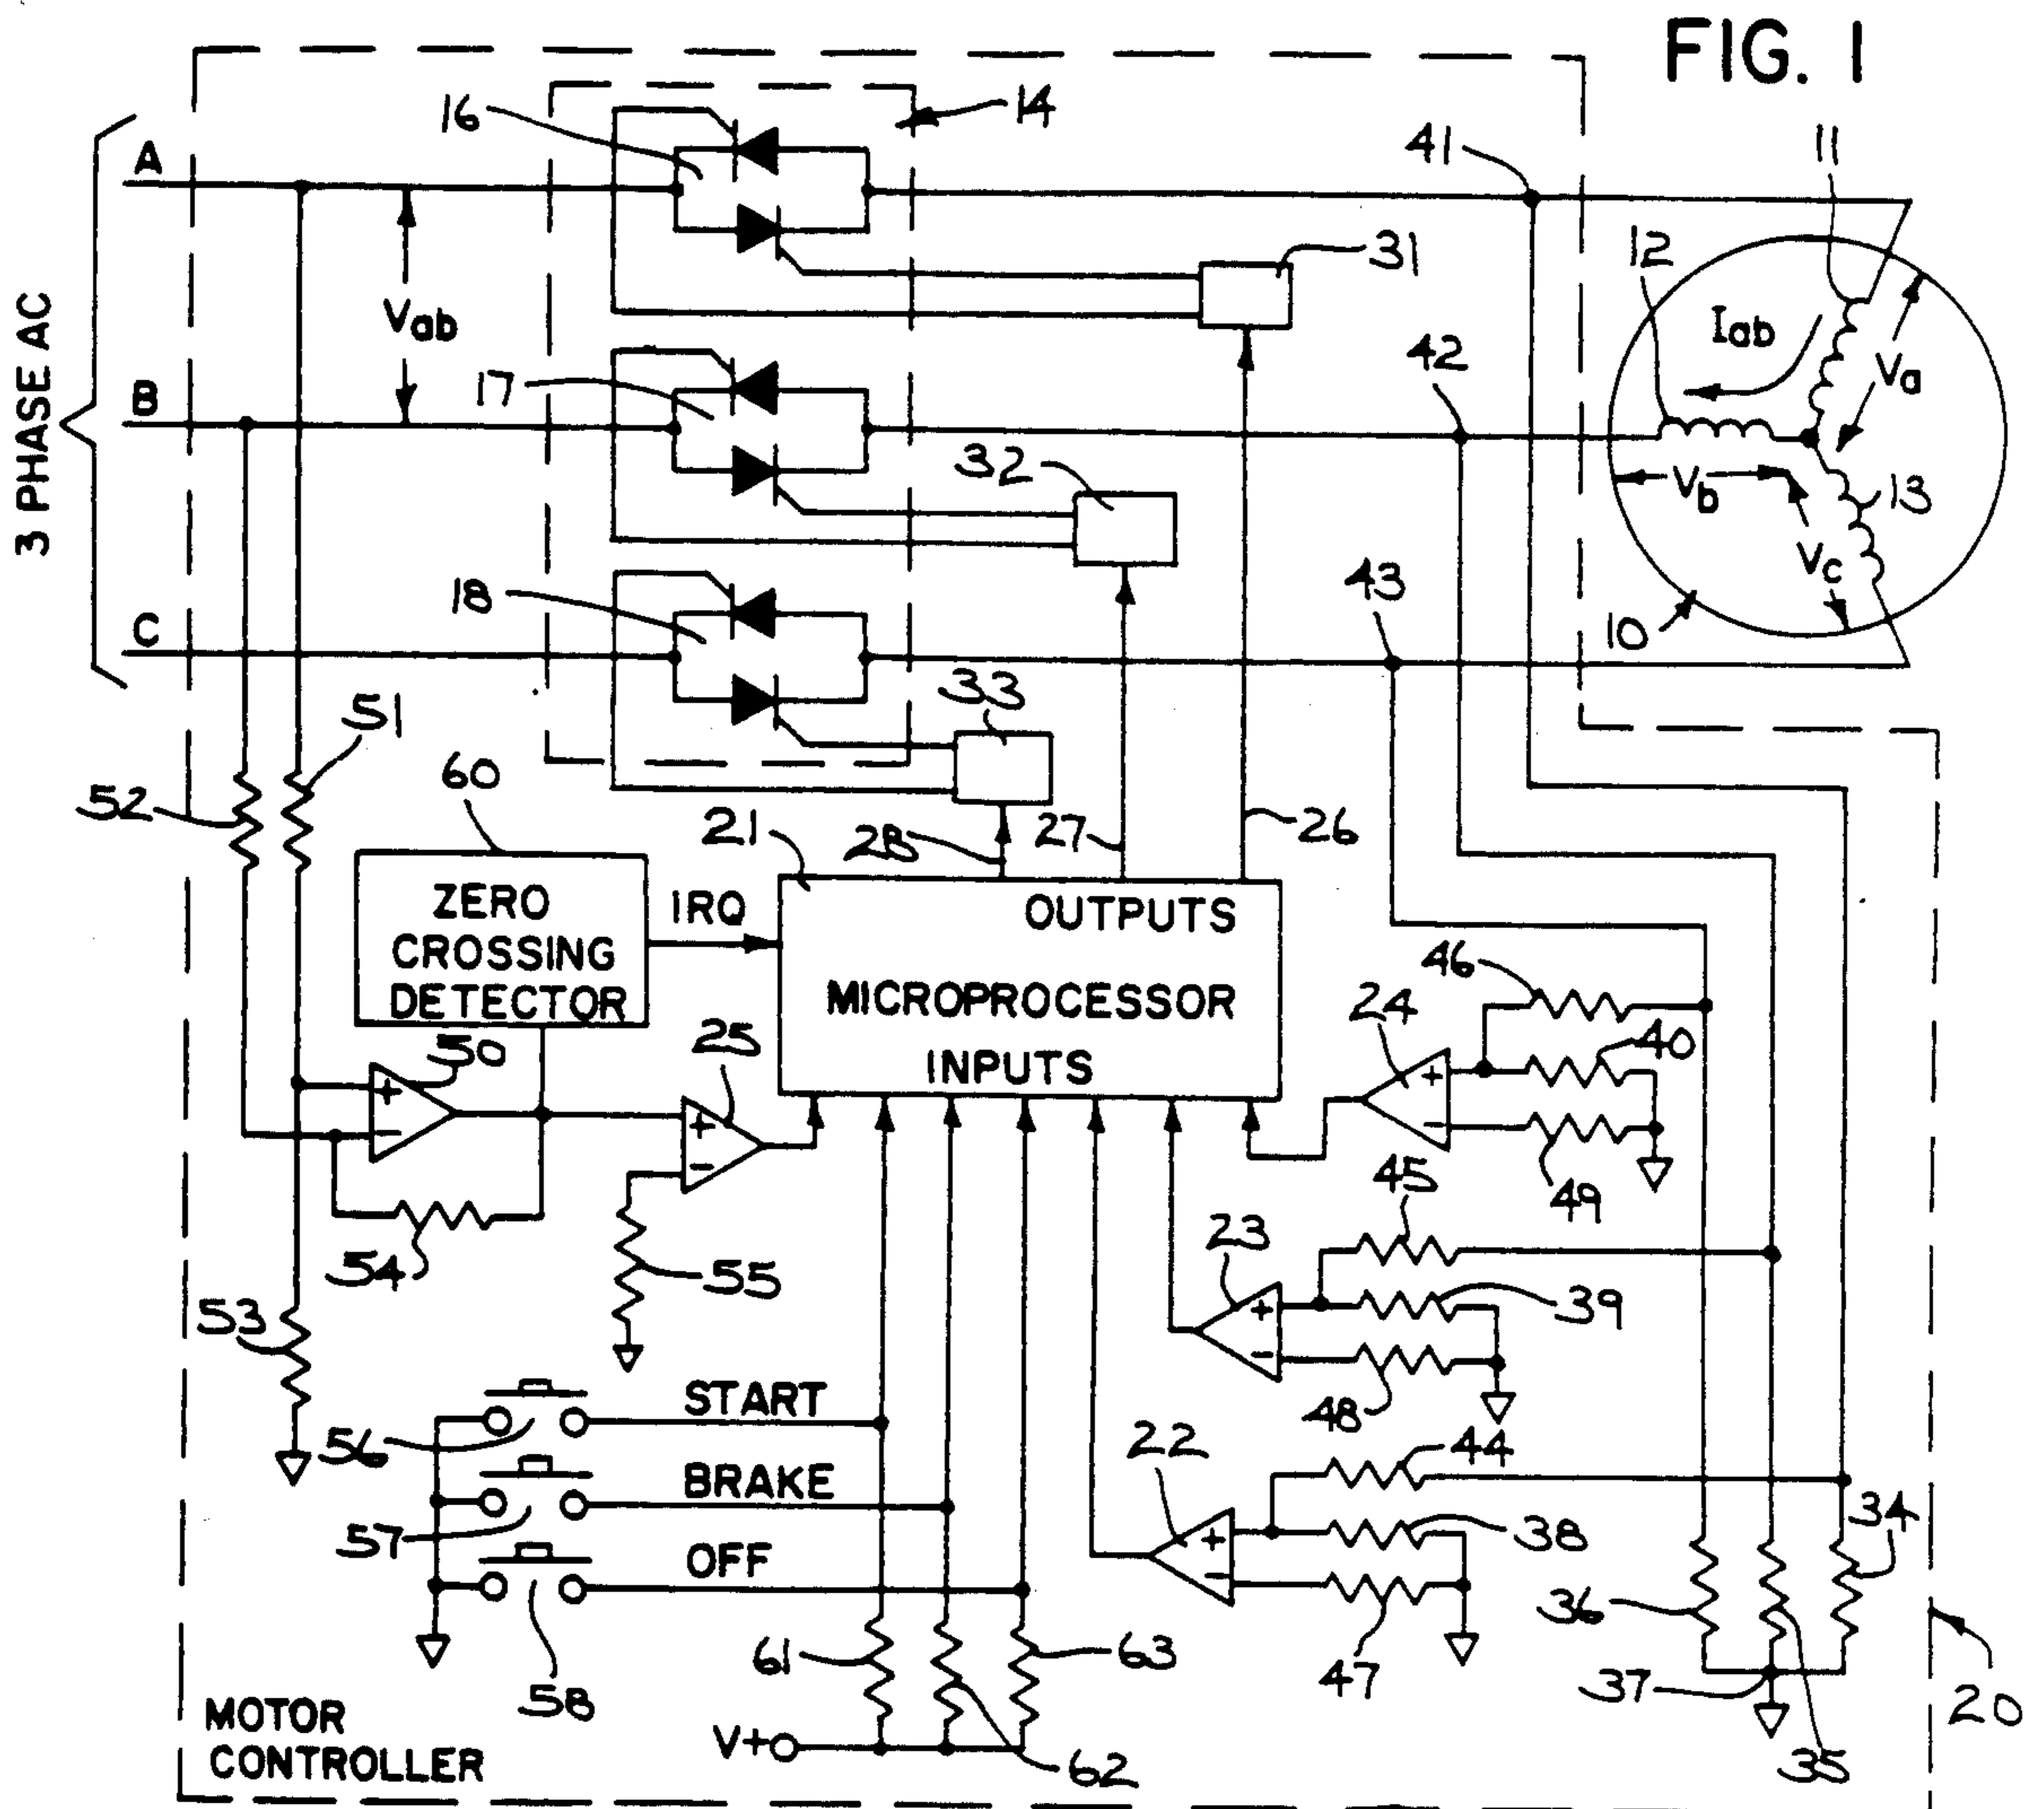 FIG. 1
3 PHASE AC
A
B
C
Vab
16
14
17
18
31
32
33
41
42
43
11
12
13
Iab
Va
Vb
Vc
10
51
52
60
21
28
27
26
ZERO
CROSSING
DETECTOR
IRQ
OUTPUTS
MICROPROCESSOR
INPUTS
50
+
−
25
+
−
54
55
53
46
24
40
+
−
49
45
23
39
+
−
48
44
22
38
+
−
47
34
36
37
35
20
START
56
BRAKE
57
OFF
58
61
63
62
V+
MOTOR
CONTROLLER